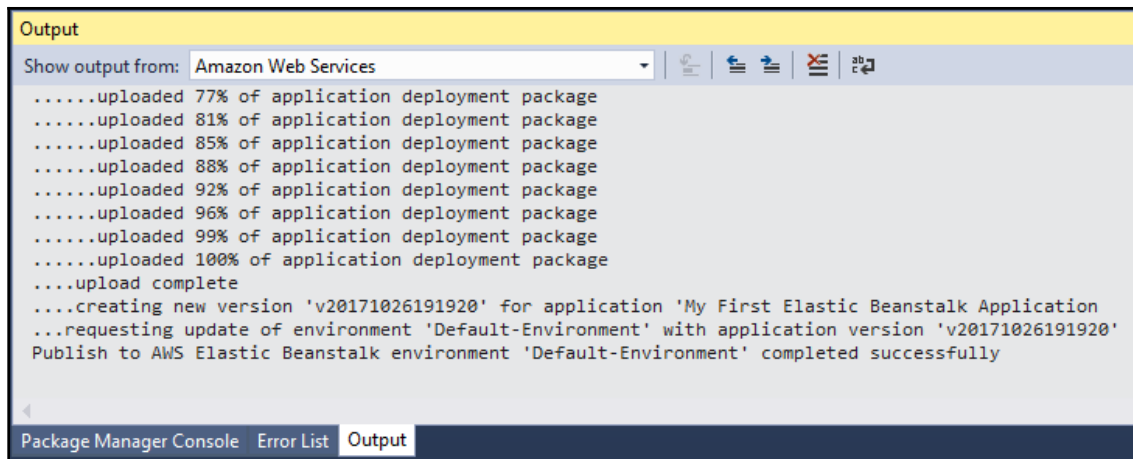 Output
Show output from: Amazon Web Services
......uploaded 77% of application deployment package
......uploaded 81% of application deployment package
......uploaded 85% of application deployment package
......uploaded 88% of application deployment package
......uploaded 92% of application deployment package
......uploaded 96% of application deployment package
......uploaded 99% of application deployment package
......uploaded 100% of application deployment package
....upload complete
....creating new version 'v20171026191920' for application 'My First Elastic Beanstalk Application
...requesting update of environment 'Default-Environment' with application version 'v20171026191920'
Publish to AWS Elastic Beanstalk environment 'Default-Environment' completed successfully
Package Manager Console Error List Output